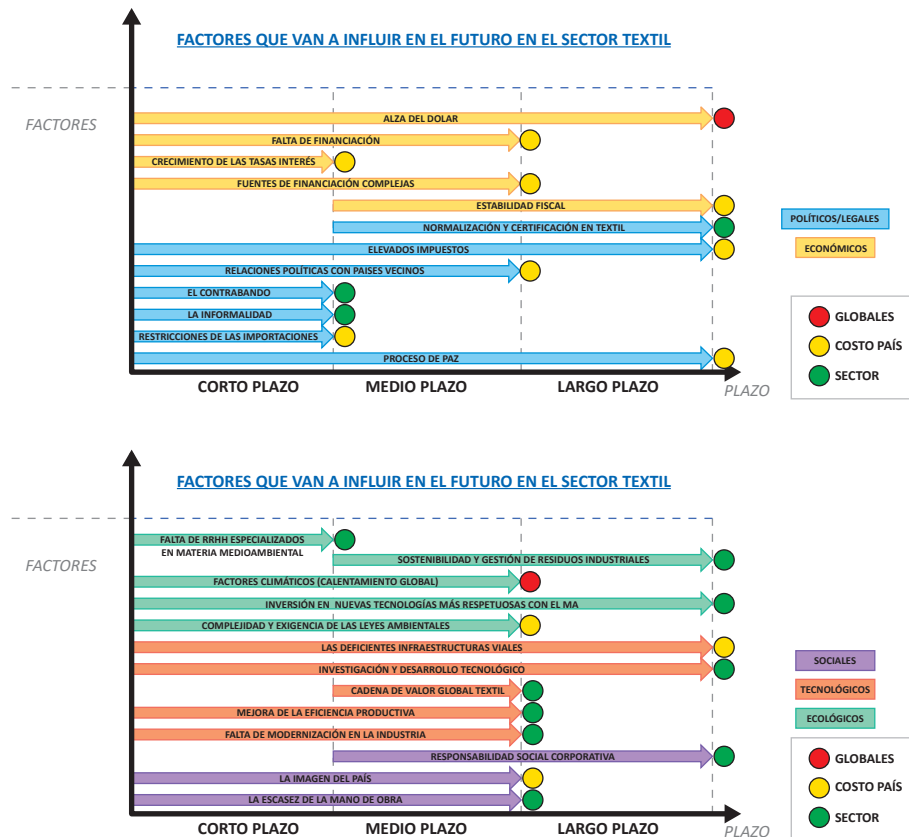 FACTORES QUE VAN A INFLUIR EN EL FUTURO EN EL SECTOR TEXTIL
FACTORES
ALZA DEL DOLAR
FALTA DE FINANCIACIÓN
CRECIMIENTO DE LAS TASAS INTERÉS
FUENTES DE FINANCIACIÓN COMPLEJAS
ESTABILIDAD FISCAL
NORMALIZACIÓN Y CERTIFICACIÓN EN TEXTIL
ELEVADOS IMPUESTOS
RELACIONES POLÍTICAS CON PAISES VECINOS
EL CONTRABANDO
LA INFORMALIDAD
RESTRICCIONES DE LAS IMPORTACIONES
PROCESO DE PAZ
CORTO PLAZO
MEDIO PLAZO
LARGO PLAZO
PLAZO
POLÍTICOS/LEGALES
ECONÓMICOS
GLOBALES
COSTO PAÍS
SECTOR
FACTORES QUE VAN A INFLUIR EN EL FUTURO EN EL SECTOR TEXTIL
FACTORES
FALTA DE RRHH ESPECIALIZADOS
EN MATERIA MEDIOAMBIENTAL
SOSTENIBILIDAD Y GESTIÓN DE RESIDUOS INDUSTRIALES
FACTORES CLIMÁTICOS (CALENTAMIENTO GLOBAL)
INVERSIÓN EN NUEVAS TECNOLOGÍAS MÁS RESPETUOSAS CON EL MA
COMPLEJIDAD Y EXIGENCIA DE LAS LEYES AMBIENTALES
LAS DEFICIENTES INFRAESTRUCTURAS VIALES
INVESTIGACIÓN Y DESARROLLO TECNOLÓGICO
CADENA DE VALOR GLOBAL TEXTIL
MEJORA DE LA EFICIENCIA PRODUCTIVA
FALTA DE MODERNIZACIÓN EN LA INDUSTRIA
RESPONSABILIDAD SOCIAL CORPORATIVA
LA IMAGEN DEL PAÍS
LA ESCASEZ DE LA MANO DE OBRA
CORTO PLAZO
MEDIO PLAZO
LARGO PLAZO
PLAZO
SOCIALES
TECNOLÓGICOS
ECOLÓGICOS
GLOBALES
COSTO PAÍS
SECTOR